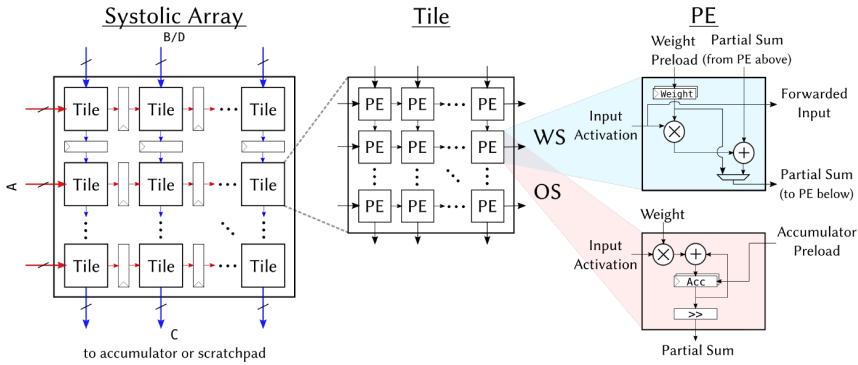 Systolic Array
B/D
Tile Tile Tile
Tile Tile Tile
Tile Tile Tile
A
C
to accumulator or scratchpad
Tile
PE PE PE
PE PE PE
PE PE PE
WS
OS
PE
Weight
Preload
Partial Sum
(from PE above)
Weight
Input
Activation
Forwarded
Input
Partial Sum
(to PE below)
Weight
Input
Activation
Accumulator
Preload
Acc
>>
Partial Sum